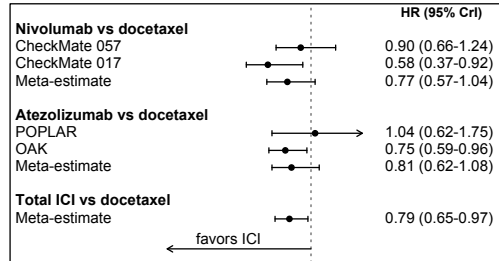 HR (95% CrI)
Nivolumab vs docetaxel
CheckMate 057 0.90 (0.66-1.24)
CheckMate 017 0.58 (0.37-0.92)
Meta-estimate 0.77 (0.57-1.04)
Atezolizumab vs docetaxel
POPLAR 1.04 (0.62-1.75)
OAK 0.75 (0.59-0.96)
Meta-estimate 0.81 (0.62-1.08)
Total ICI vs docetaxel
Meta-estimate 0.79 (0.65-0.97)
favors ICI